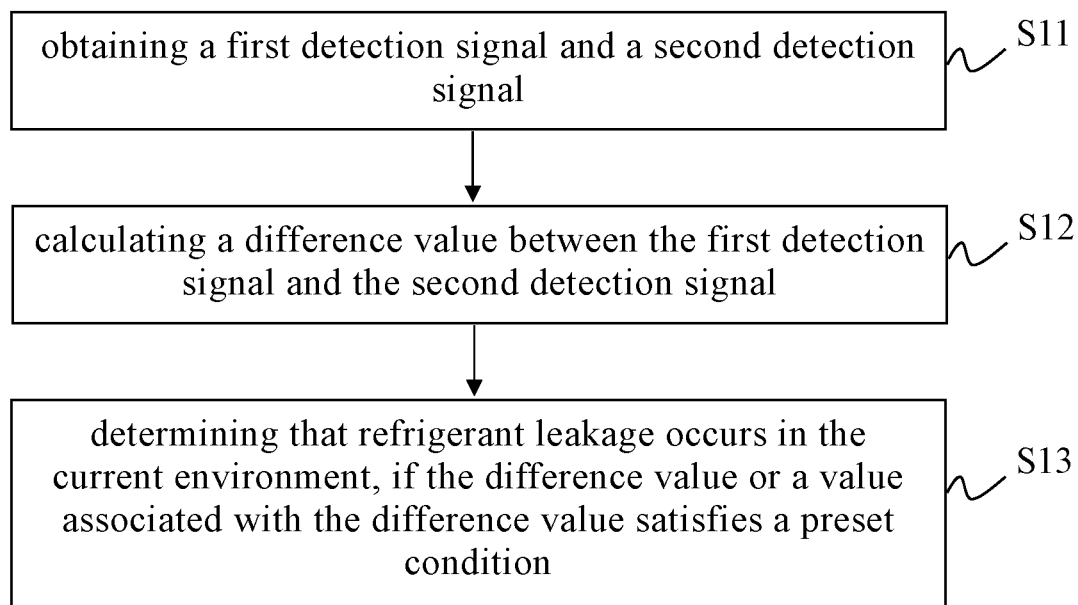 obtaining a first detection signal and a second detection
signal
S11
calculating a difference value between the first detection
signal and the second detection signal
S12
determining that refrigerant leakage occurs in the
current environment, if the difference value or a value
associated with the difference value satisfies a preset
condition
S13